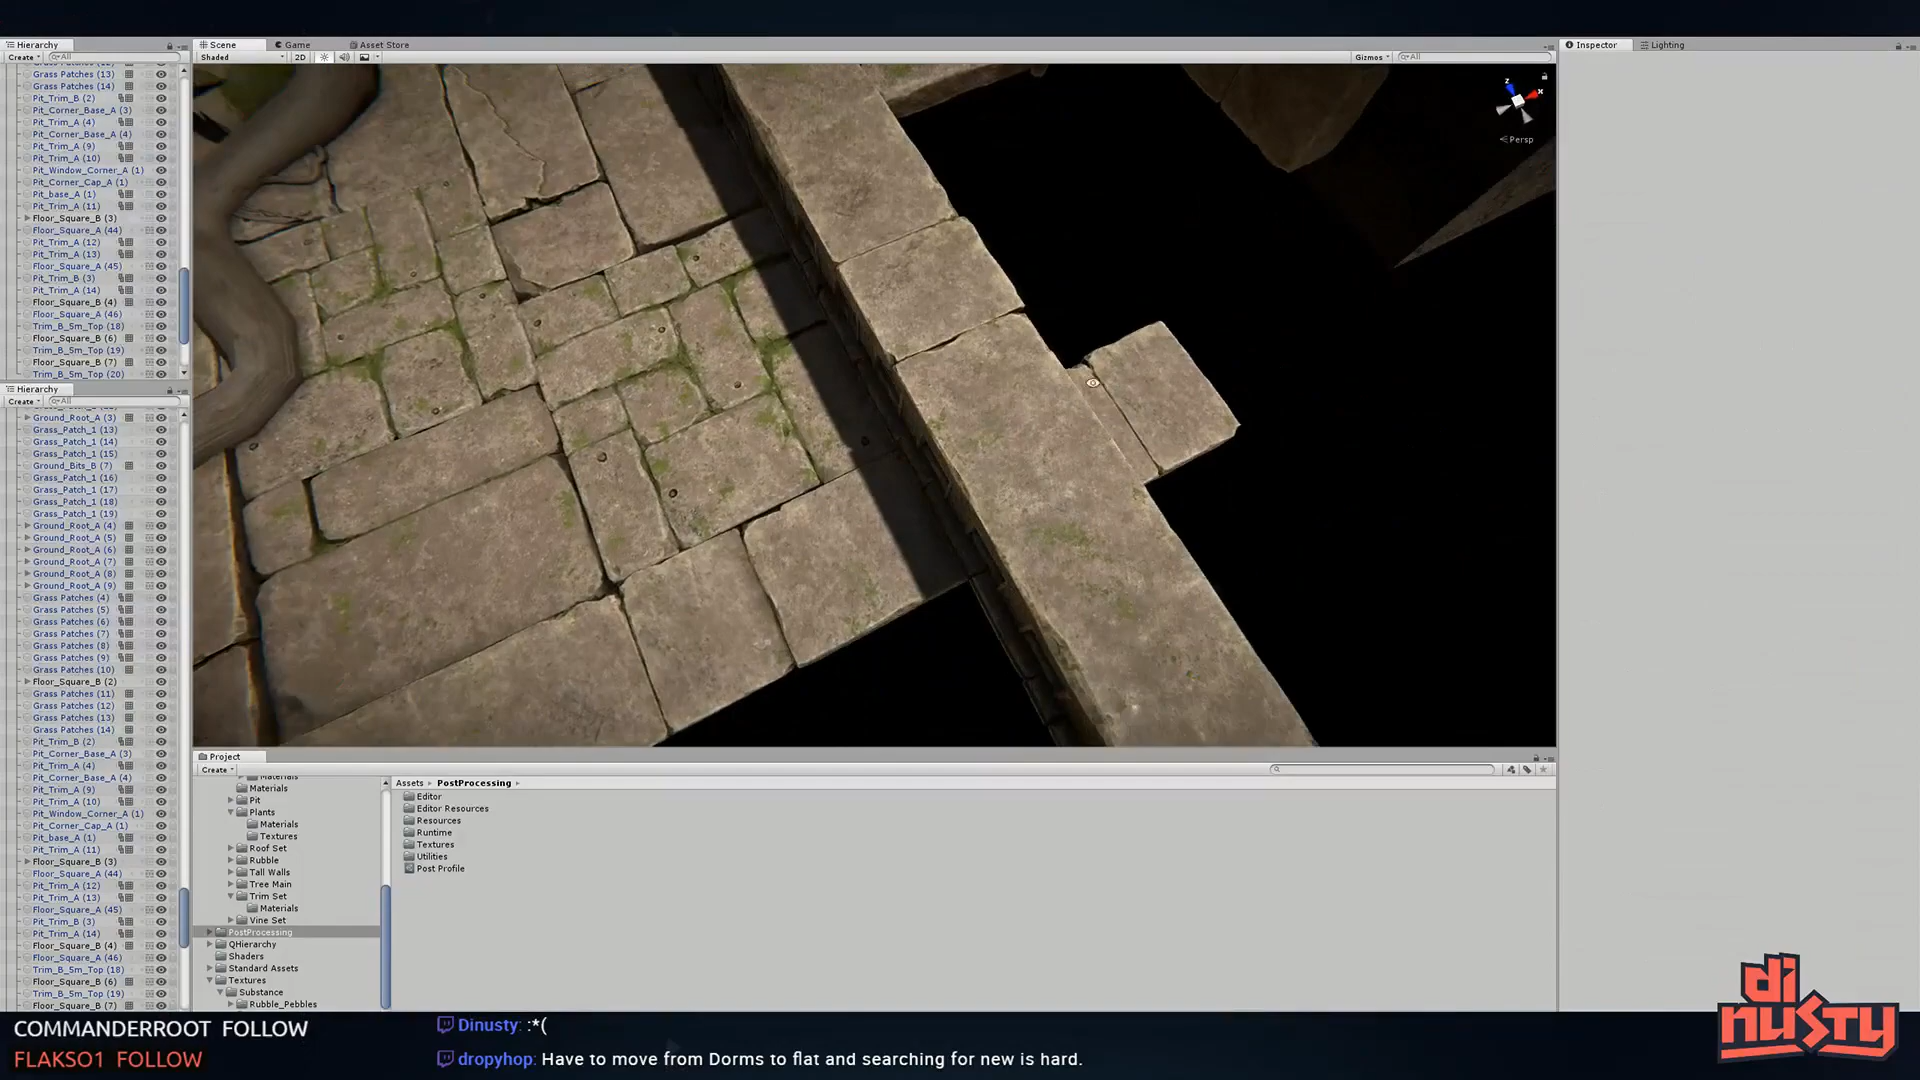 Hierarchy
Create
All
Grass Patches (13)
Grass Patches (14)
Pit_Trim_B (2)
Pit_Corner_Base_A (3)
Pit_Trim_A (4)
Pit_Corner_Base_A (4)
Pit_Trim_A (9)
Pit_Trim_A (10)
Pit_Window_Corner_A (1)
Pit_Corner_Cap_A (1)
Pit_base_A (1)
Pit_Trim_A (11)
Floor_Square_B (3)
Floor_Square_A (44)
Pit_Trim_A (12)
Pit_Trim_A (13)
Floor_Square_A (45)
Pit_Trim_B (3)
Pit_Trim_A (14)
Floor_Square_B (4)
Floor_Square_A (46)
Trim_B_5m_Top (18)
Floor_Square_B (6)
Trim_B_5m_Top (19)
Floor_Square_B (7)
Trim_B_5m_Top (20)
Hierarchy
Create
All
Ground_Root_A (3)
Grass_Patch_1 (13)
Grass_Patch_1 (14)
Grass_Patch_1 (15)
Ground_Bits_B (7)
Grass_Patch_1 (16)
Grass_Patch_1 (17)
Grass_Patch_1 (18)
Grass_Patch_1 (19)
Ground_Root_A (4)
Ground_Root_A (5)
Ground_Root_A (6)
Ground_Root_A (7)
Ground_Root_A (8)
Ground_Root_A (9)
Grass Patches (4)
Grass Patches (5)
Grass Patches (6)
Grass Patches (7)
Grass Patches (8)
Grass Patches (9)
Grass Patches (10)
Floor_Square_B (2)
Grass Patches (11)
Grass Patches (12)
Grass Patches (13)
Grass Patches (14)
Pit_Trim_B (2)
Pit_Corner_Base_A (3)
Pit_Trim_A (4)
Pit_Corner_Base_A (4)
Pit_Trim_A (9)
Pit_Trim_A (10)
Pit_Window_Corner_A (1)
Pit_Corner_Cap_A (1)
Pit_base_A (1)
Pit_Trim_A (11)
Floor_Square_B (3)
Floor_Square_A (44)
Pit_Trim_A (12)
Pit_Trim_A (13)
Floor_Square_A (45)
Pit_Trim_B (3)
Pit_Trim_A (14)
Floor_Square_B (4)
Floor_Square_A (46)
Trim_B_5m_Top (18)
Floor_Square_B (6)
Trim_B_5m_Top (19)
Floor_Square_B (7)
Scene Game Asset Store
Shaded 2D Gizmos All
z x
Persp
Project
Create
Materials
Materials
Pit
Plants
Materials
Textures
Roof Set
Rubble
Tall Walls
Tree Main
Trim Set
Materials
Vine Set
PostProcessing
QHierarchy
Shaders
Standard Assets
Textures
Substance
Rubble_Pebbles
Assets PostProcessing
Editor
Editor Resources
Resources
Runtime
Textures
Utilities
Post Profile
Inspector Lighting
COMMANDERROOT FOLLOW
FLAKSO1 FOLLOW
Dinusty: :*(
dropyhop: Have to move from Dorms to flat and searching for new is hard.
di
nusty